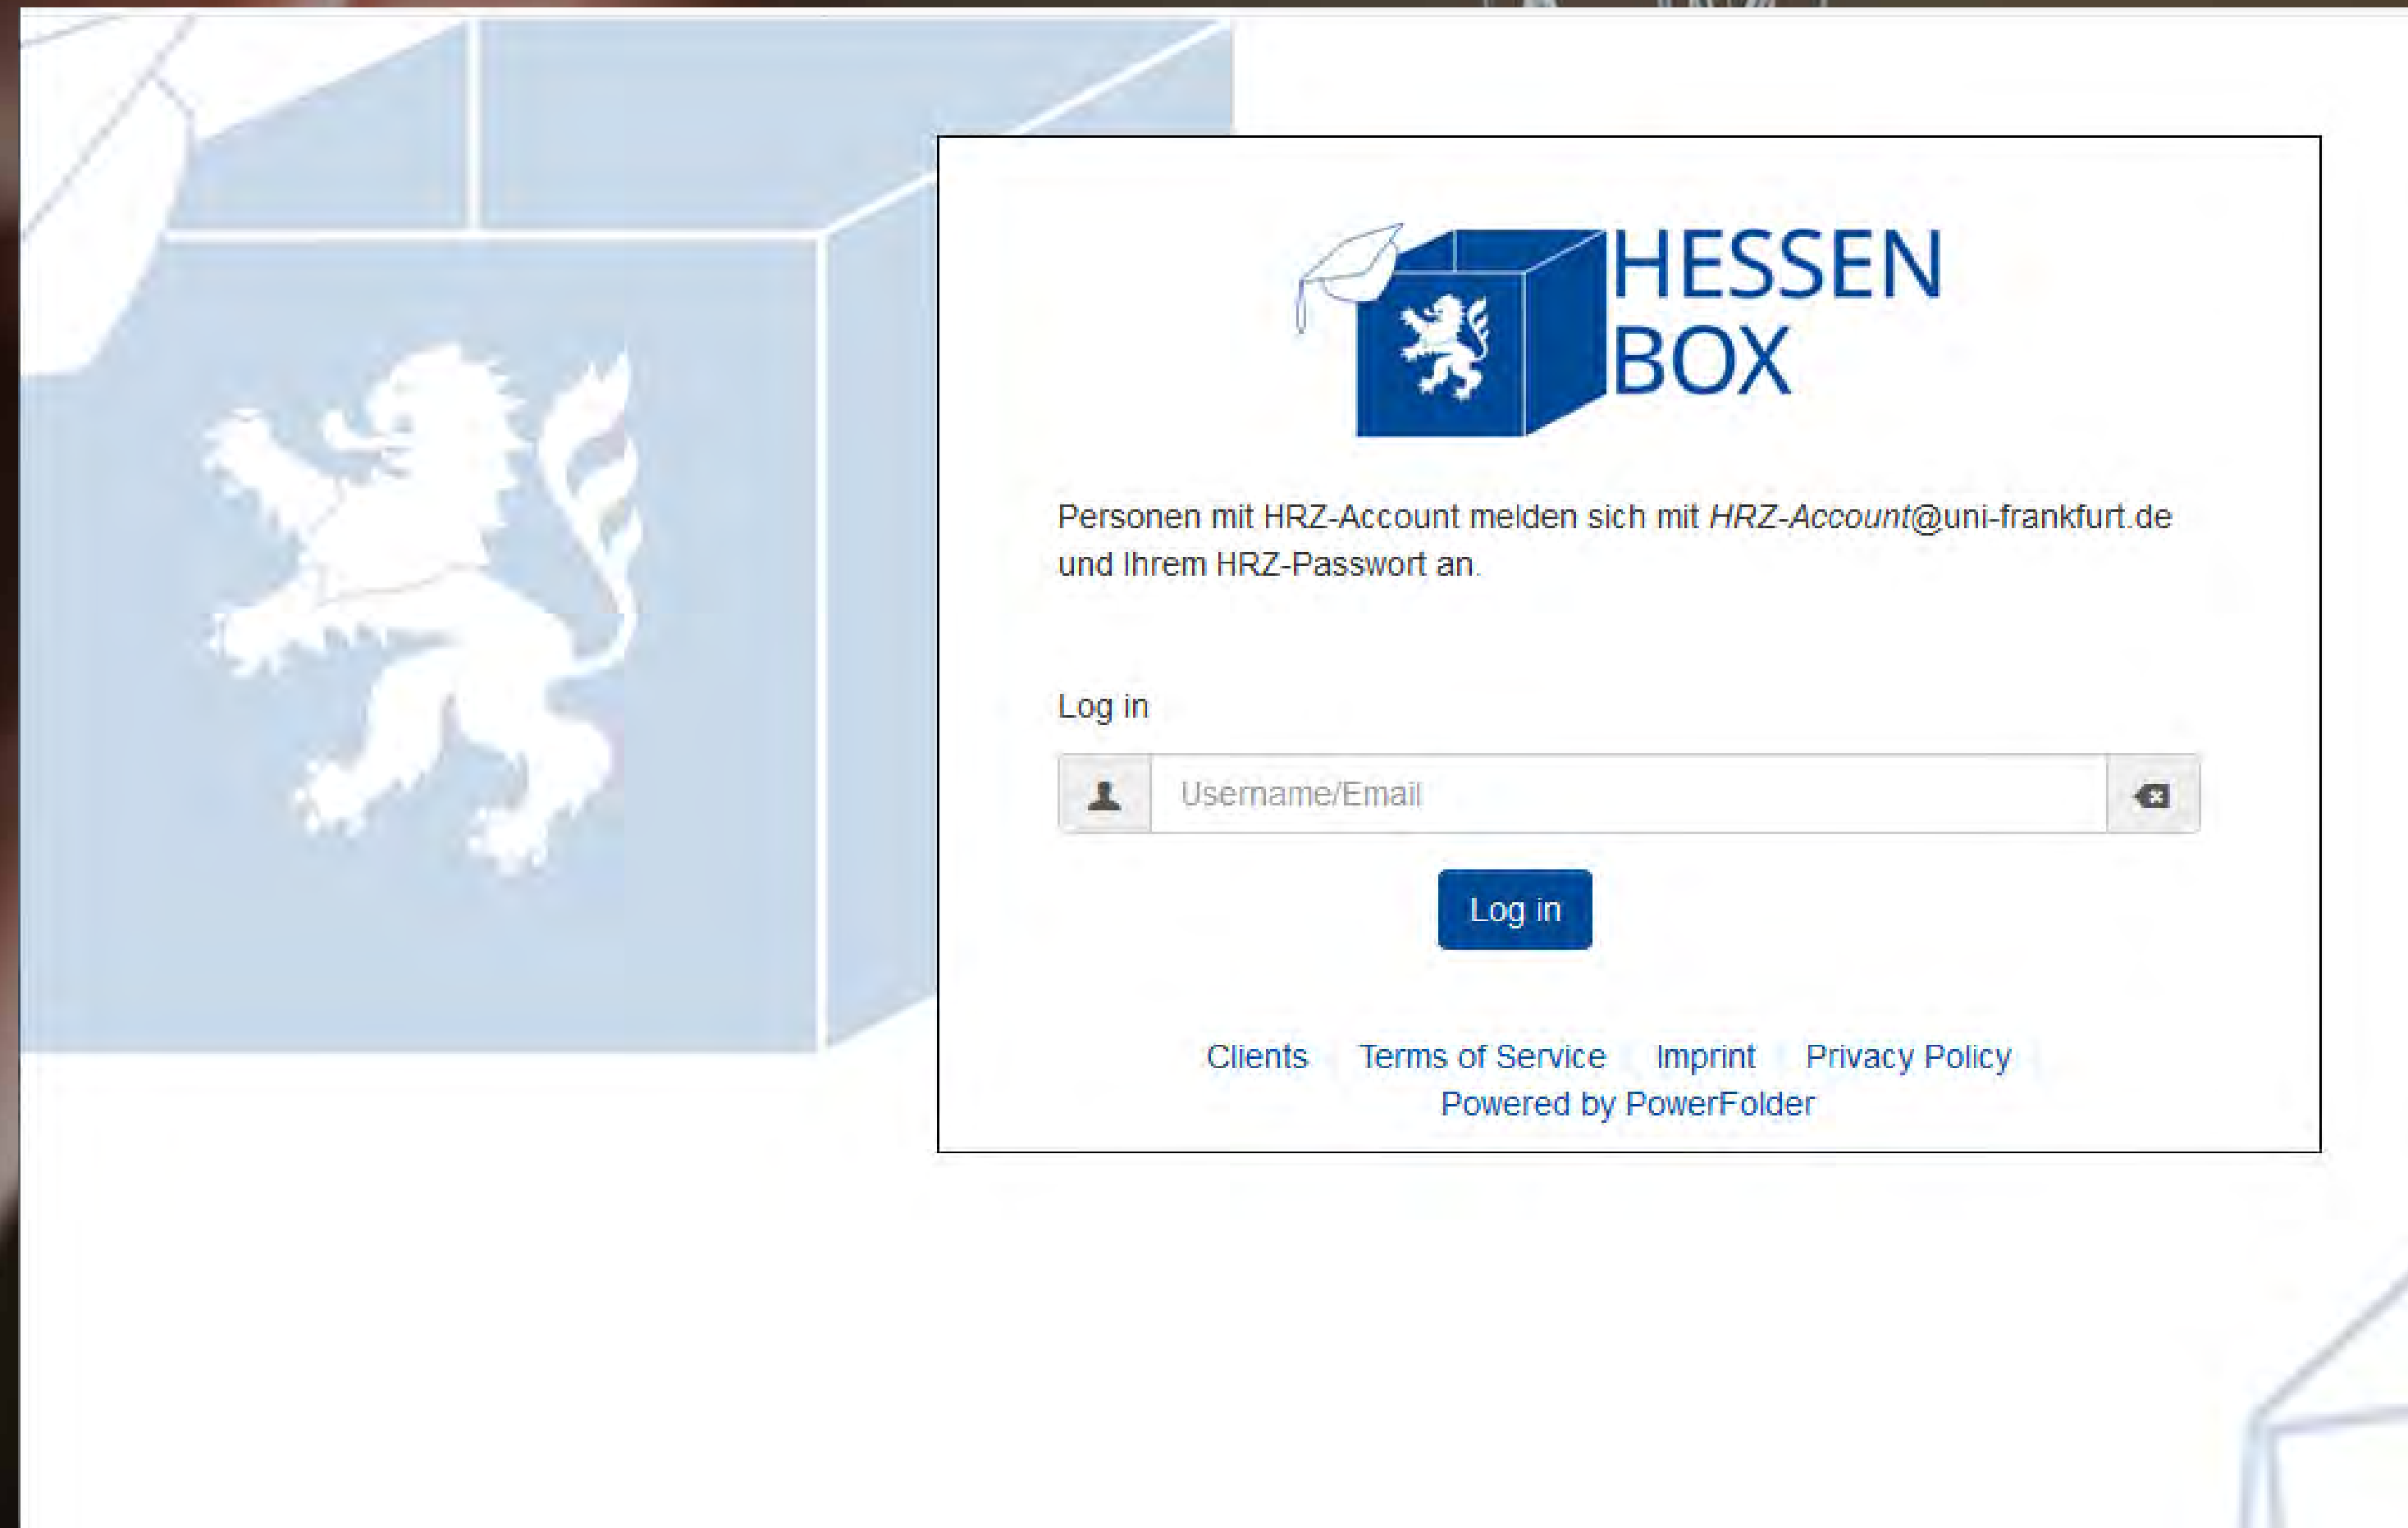 HESSEN
BOX
Personen mit HRZ-Account melden sich mit HRZ-Account@uni-frankfurt.de
und Ihrem HRZ-Passwort an.
Log in
Username/Email
Log in
Clients Terms of Service Imprint Privacy Policy
Powered by PowerFolder